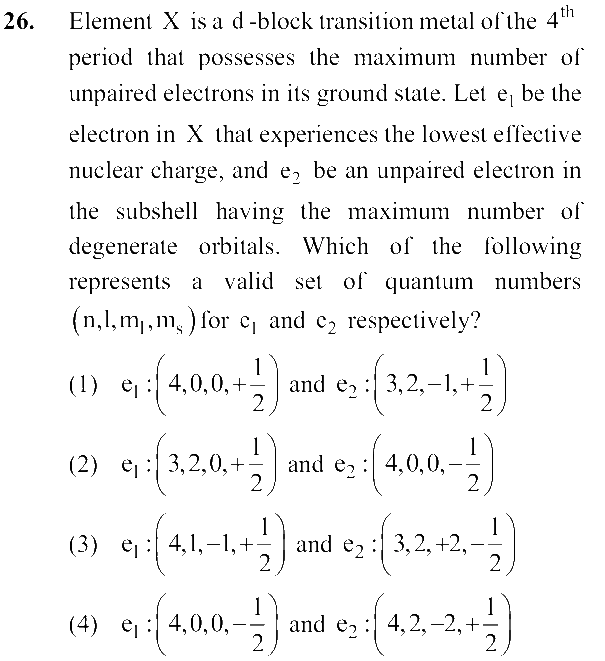 26. Element X is a d-block transition metal of the 4th
period that possesses the maximum number of
unpaired electrons in its ground state. Let e₁ be the
electron in X that experiences the lowest effective
nuclear charge, and e₂ be an unpaired electron in
the subshell having the maximum number of
degenerate orbitals. Which of the following
represents a valid set of quantum numbers
(n,l,mₗ,mₛ) for e₁ and e₂ respectively?
(1) e₁ : (4,0,0,+1/2) and e₂ : (3,2,−1,+1/2)
(2) e₁ : (3,2,0,+1/2) and e₂ : (4,0,0,−1/2)
(3) e₁ : (4,1,−1,+1/2) and e₂ : (3,2,+2,−1/2)
(4) e₁ : (4,0,0,−1/2) and e₂ : (4,2,−2,+1/2)